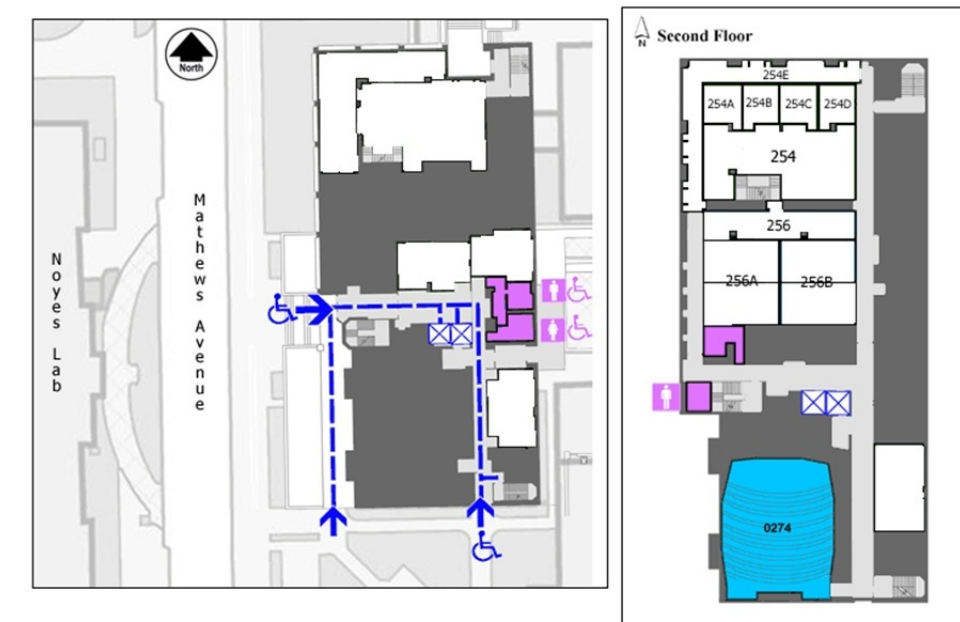 North
Mathews Avenue
Noyes Lab
N
Second Floor
254E
254A
254B
254C
254D
254
256
256A
256B
0274